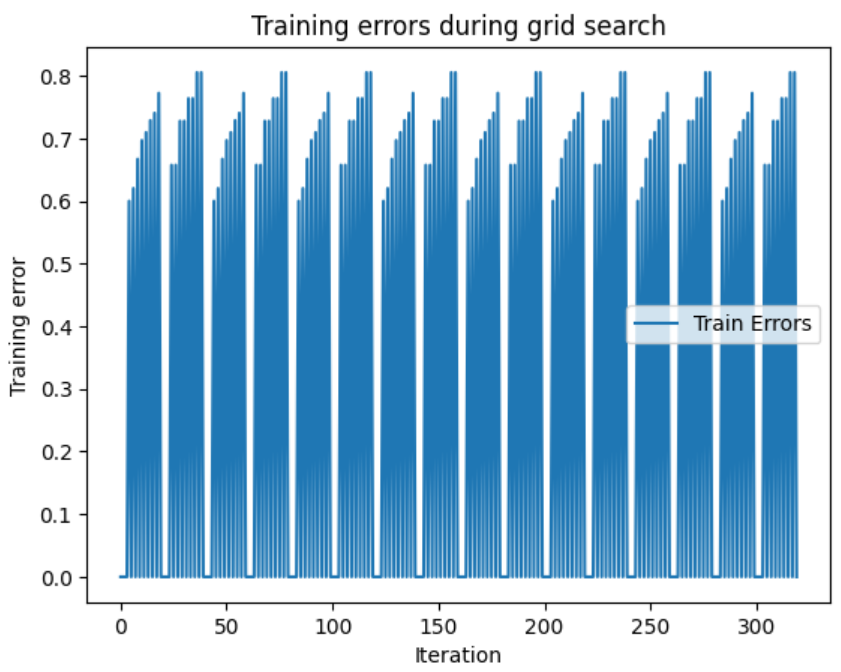 Training errors during grid search
Training error
0.8
0.7
0.6
0.5
0.4
0.3
0.2
0.1
0.0
Train Errors
0 50 100 150 200 250 300
Iteration